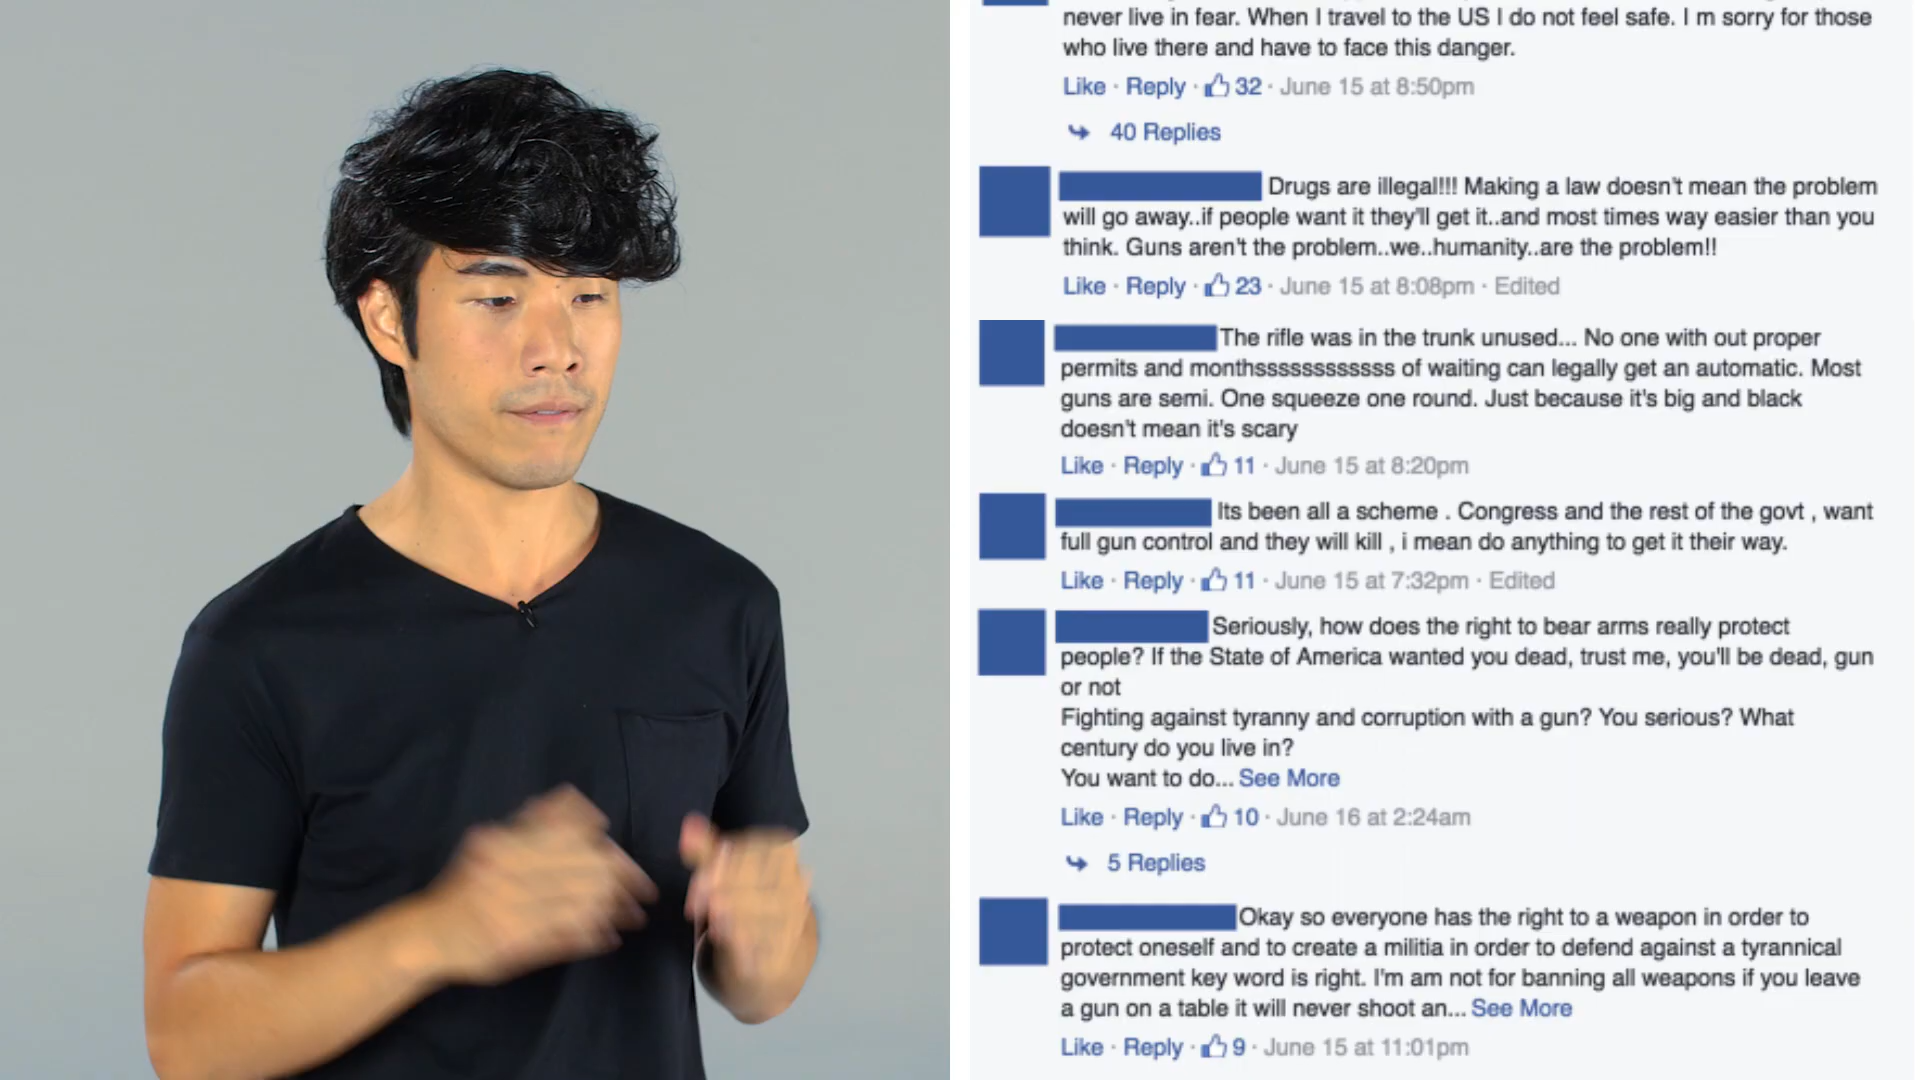 never live in fear. When I travel to the US I do not feel safe. I m sorry for those
who live there and have to face this danger.
Like · Reply · 32 · June 15 at 8:50pm
40 Replies
Drugs are illegal!!! Making a law doesn't mean the problem
will go away..if people want it they'll get it..and most times way easier than you
think. Guns aren't the problem..we..humanity..are the problem!!
Like · Reply · 23 · June 15 at 8:08pm · Edited
The rifle was in the trunk unused... No one with out proper
permits and monthssssssssssss of waiting can legally get an automatic. Most
guns are semi. One squeeze one round. Just because it's big and black
doesn't mean it's scary
Like · Reply · 11 · June 15 at 8:20pm
Its been all a scheme . Congress and the rest of the govt , want
full gun control and they will kill , i mean do anything to get it their way.
Like · Reply · 11 · June 15 at 7:32pm · Edited
Seriously, how does the right to bear arms really protect
people? If the State of America wanted you dead, trust me, you'll be dead, gun
or not
Fighting against tyranny and corruption with a gun? You serious? What
century do you live in?
You want to do... See More
Like · Reply · 10 · June 16 at 2:24am
5 Replies
Okay so everyone has the right to a weapon in order to
protect oneself and to create a militia in order to defend against a tyrannical
government key word is right. I'm am not for banning all weapons if you leave
a gun on a table it will never shoot an... See More
Like · Reply · 9 · June 15 at 11:01pm